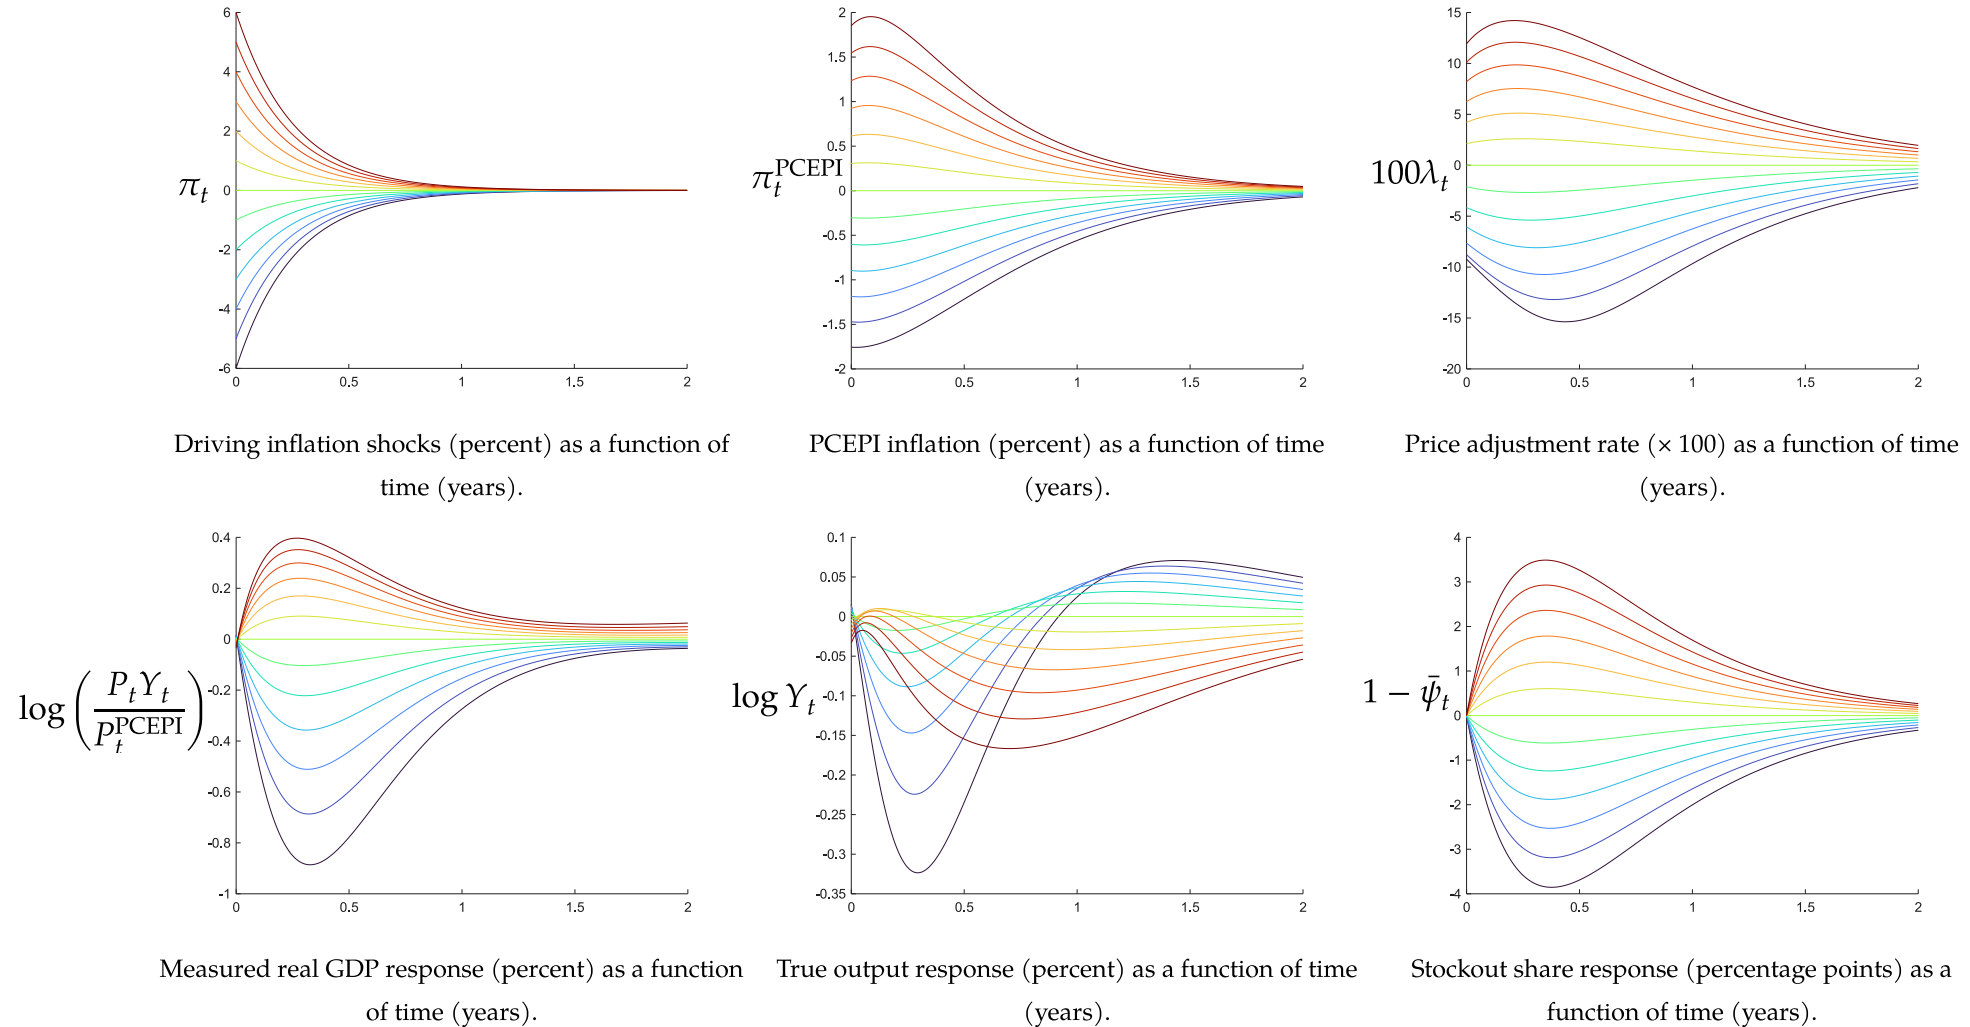 6
4
2
0
-2
-4
-6
0 0.5 1 1.5 2
π_t
Driving inflation shocks (percent) as a function of
time (years).
2
1.5
1
0.5
0
-0.5
-1
-1.5
-2
0 0.5 1 1.5 2
π_t^PCEPI
PCEPI inflation (percent) as a function of time
(years).
15
10
5
0
-5
-10
-15
-20
0 0.5 1 1.5 2
100λ_t
Price adjustment rate (× 100) as a function of time
(years).
0.4
0.2
0
-0.2
-0.4
-0.6
-0.8
-1
0 0.5 1 1.5 2
log(P_tY_t/P_t^PCEPI)
Measured real GDP response (percent) as a function
of time (years).
0.1
0.05
0
-0.05
-0.1
-0.15
-0.2
-0.25
-0.3
-0.35
0 0.5 1 1.5 2
log Y_t
True output response (percent) as a function of time
(years).
4
3
2
1
0
-1
-2
-3
-4
0 0.5 1 1.5 2
1 − ψ̄_t
Stockout share response (percentage points) as a
function of time (years).